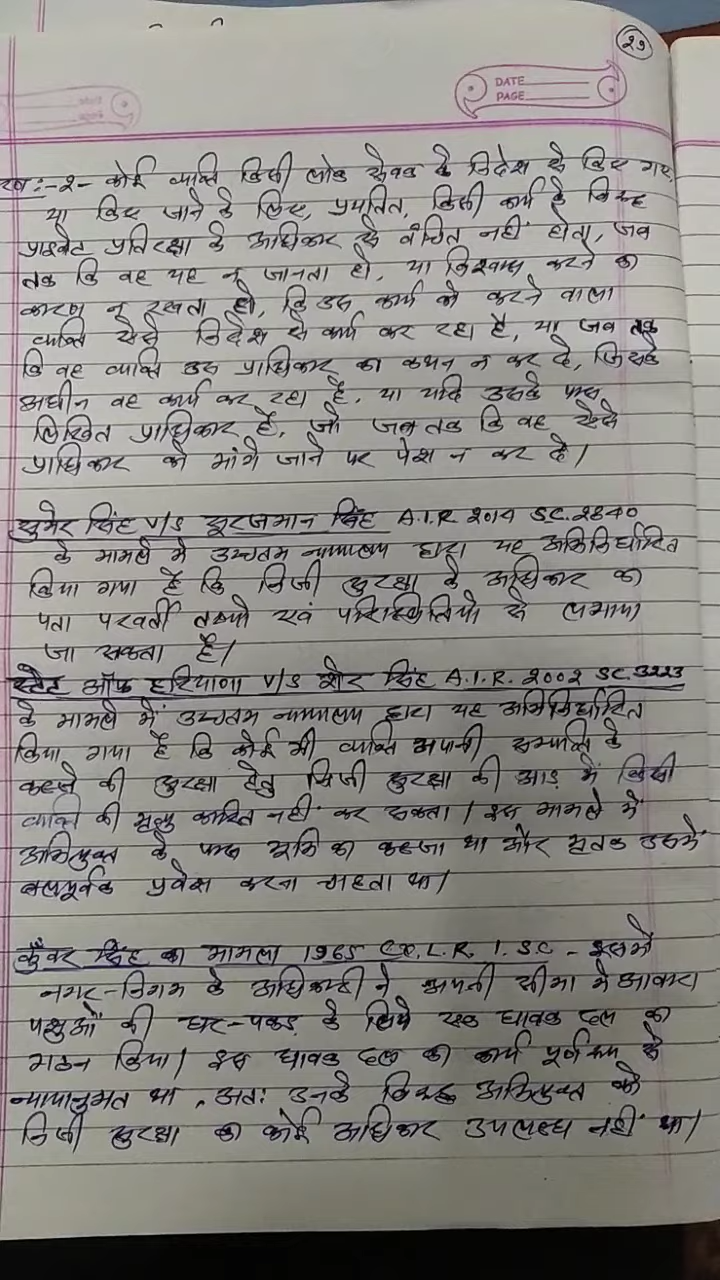 29
DATE
PAGE
रण:-2- कोई व्यक्ति किसी लोक सेवक के निदेश से किए गए,
या किए जाने के लिए, प्रयतित, किसी कार्य के विरुद्ध
प्राइवेट प्रतिरक्षा के अधिकार से वंचित नहीं होता, जब
तक कि वह यह न जानता हो, या विश्वास करने का
कारण न रखता हो, कि उस कार्य को करने वाला
व्यक्ति ऐसे निदेश से कार्य कर रहा है, या जब तक
कि वह व्यक्ति उस प्राधिकार का कथन न कर दे, जिसके
अधीन वह कार्य कर रहा है, या यदि उसके पास
लिखित प्राधिकार है, जो जब तक कि वह ऐसे
प्राधिकार को मांगे जाने पर पेश न कर दे।
सुमेर सिंह V/S सूरजभान सिंह A.I.R. 2014 SC. 2840
के मामले में उच्चतम न्यायालय द्वारा यह अभिनिर्धारित
किया गया है कि निजी सुरक्षा के अधिकार का
पता परवर्ती तथ्यो एवं परिस्थितियो से लगाया
जा सकता है।
स्टेट ऑफ हरियाणा V/S शेर सिंह A.I.R. 2002 SC. 3223
के मामले में उच्चतम न्यायालय द्वारा यह अभिनिर्धारित
किया गया है कि कोई भी व्यक्ति अपनी सम्पत्ति के
कब्जे की सुरक्षा हेतु निजी सुरक्षा की आड़ में किसी
व्यक्ति की मृत्यु कारित नहीं कर सकता। इस मामले में
अभियुक्त के पास भूमि का कब्जा था और मृतक उसमें
बलपूर्वक प्रवेश करना चाहता था।
कुँवर सिंह का मामला 1965 Cr.L.R. 1. S.C - इसमें
नगर-निगम के अधिकारी ने अपनी सीमा में आवारा
पशुओं की धर-पकड़ के लिये एक धावक दल का
गठन किया। इस धावक दल का कार्य पूर्णरूप से
न्यायानुमत था, अतः उनके विरूद्ध अभियुक्त को
निजी सुरक्षा का कोई अधिकार उपलब्ध नहीं था।